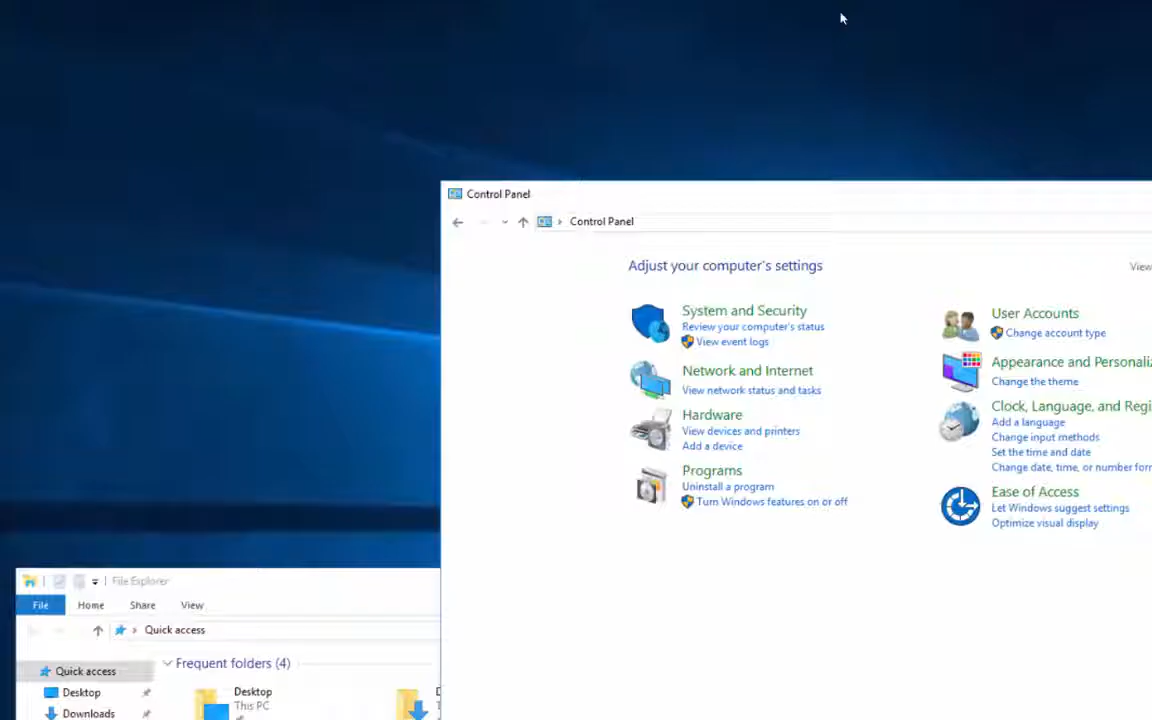 Control Panel
Control Panel
Adjust your computer's settings
View
System and Security
Review your computer's status
View event logs
Network and Internet
View network status and tasks
Hardware
View devices and printers
Add a device
Programs
Uninstall a program
Turn Windows features on or off
User Accounts
Change account type
Appearance and Personaliz
Change the theme
Clock, Language, and Regi
Add a language
Change input methods
Set the time and date
Change date, time, or number form
Ease of Access
Let Windows suggest settings
Optimize visual display
File Explorer
File Home Share View
Quick access
Quick access
Desktop
Downloads
Frequent folders (4)
Desktop
This PC